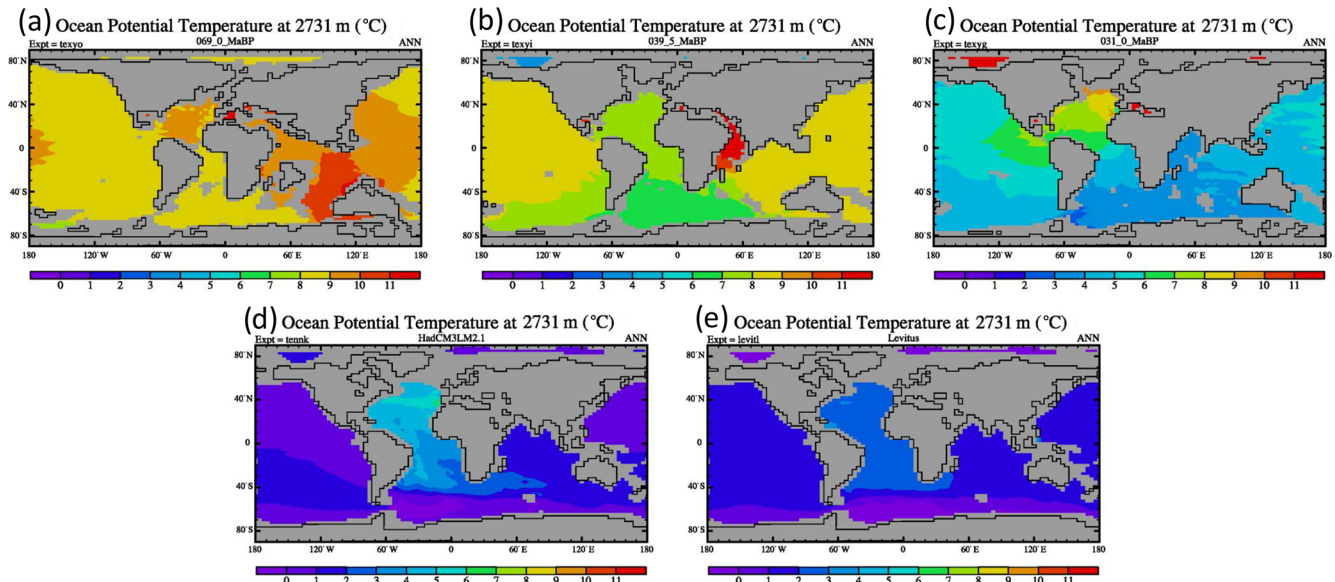 (a) Ocean Potential Temperature at 2731 m (°C)
Expt = texyo 069_0_MaBP ANN
80°N
40°N
0
40°S
80°S
180 120°W 60°W 0 60°E 120°E 180
0 1 2 3 4 5 6 7 8 9 10 11
(b) Ocean Potential Temperature at 2731 m (°C)
Expt = texyi 039_5_MaBP ANN
80°N
40°N
0
40°S
80°S
180 120°W 60°W 0 60°E 120°E 180
0 1 2 3 4 5 6 7 8 9 10 11
(c) Ocean Potential Temperature at 2731 m (°C)
Expt = texyg 031_0_MaBP ANN
80°N
40°N
0
40°S
80°S
180 120°W 60°W 0 60°E 120°E 180
0 1 2 3 4 5 6 7 8 9 10 11
(d) Ocean Potential Temperature at 2731 m (°C)
Expt = tennk HadCM3LM2.1 ANN
80°N
40°N
0
40°S
80°S
180 120°W 60°W 0 60°E 120°E 180
0 1 2 3 4 5 6 7 8 9 10 11
(e) Ocean Potential Temperature at 2731 m (°C)
Expt = levitl Levitus ANN
80°N
40°N
0
40°S
80°S
180 120°W 60°W 0 60°E 120°E 180
0 1 2 3 4 5 6 7 8 9 10 11